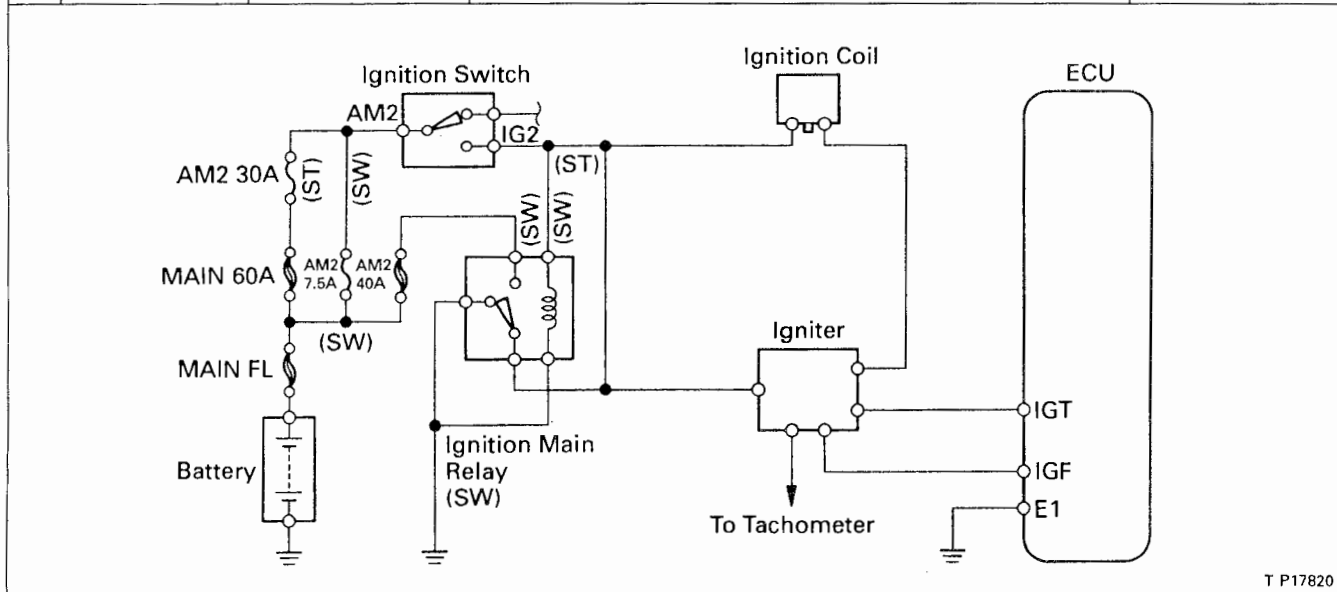 Ignition Coil
ECU
Ignition Switch
AM2
IG2
(ST)
AM2 30A
(ST)
(SW)
(SW)
(SW)
MAIN 60A
AM2
7.5A
AM2
40A
(SW)
Igniter
MAIN FL
IGT
Battery
Ignition Main
Relay
(SW)
IGF
E1
To Tachometer
T P17820